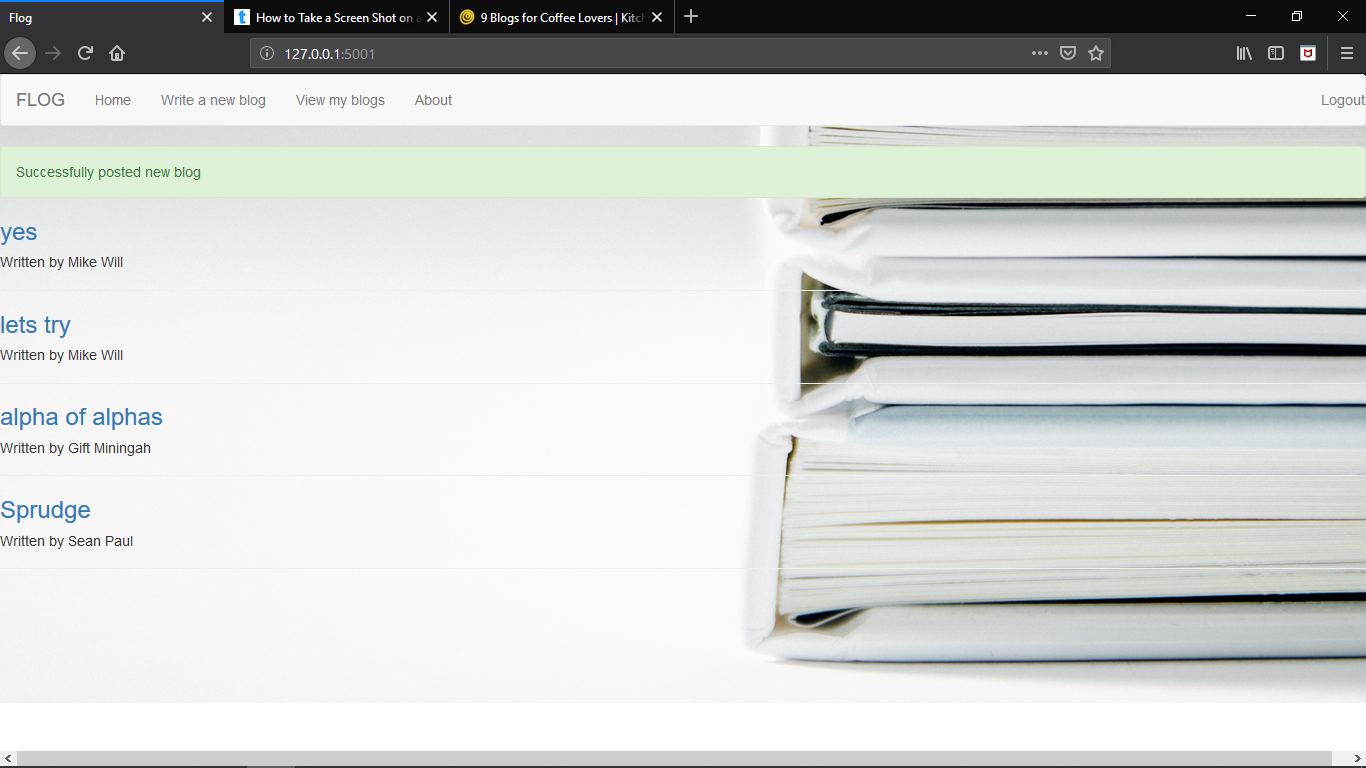 Flog
How to Take a Screen Shot on a
9 Blogs for Coffee Lovers | Kitch
127.0.0.1:5001
FLOG Home Write a new blog View my blogs About Logout
Successfully posted new blog
yes
Written by Mike Will
lets try
Written by Mike Will
alpha of alphas
Written by Gift Miningah
Sprudge
Written by Sean Paul